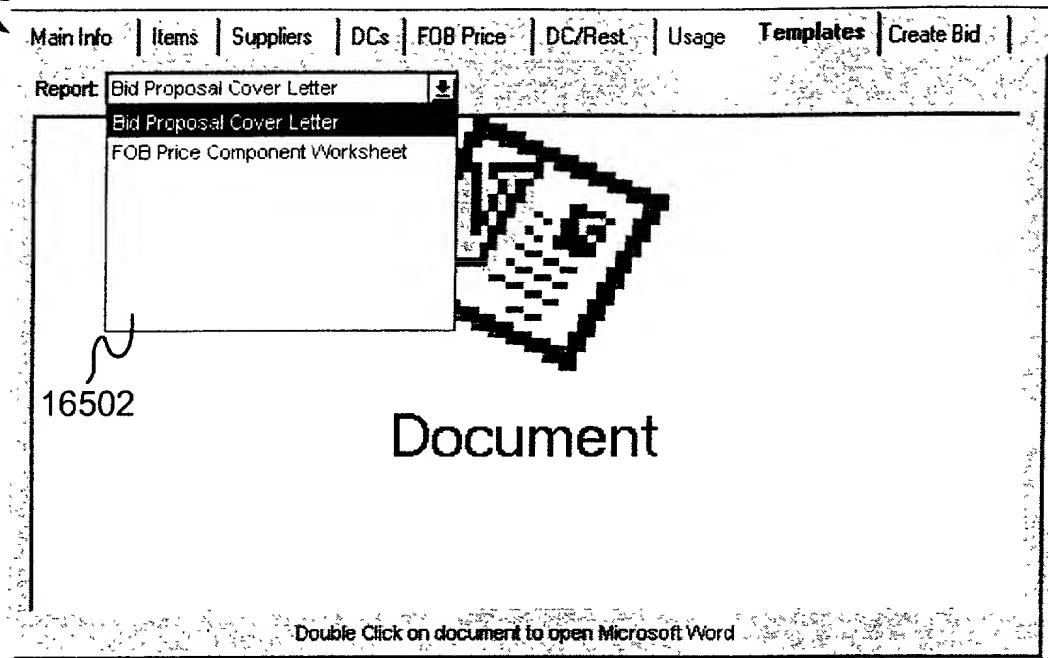 Main Info Items Suppliers DCs FOB Price DC/Rest. Usage Templates Create Bid
Report: Bid Proposal Cover Letter
Bid Proposal Cover Letter
FOB Price Component Worksheet
16502
Document
Double Click on document to open Microsoft Word